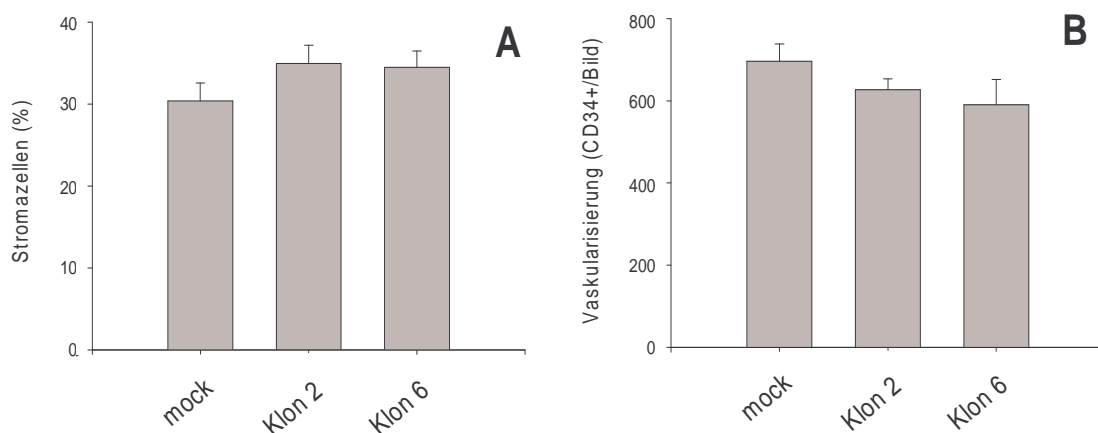 A
Stromazellen (%)
40
30
20
10
0
mock
Klon 2
Klon 6
B
Vaskularisierung (CD34+/Bild)
800
600
400
200
0
mock
Klon 2
Klon 6